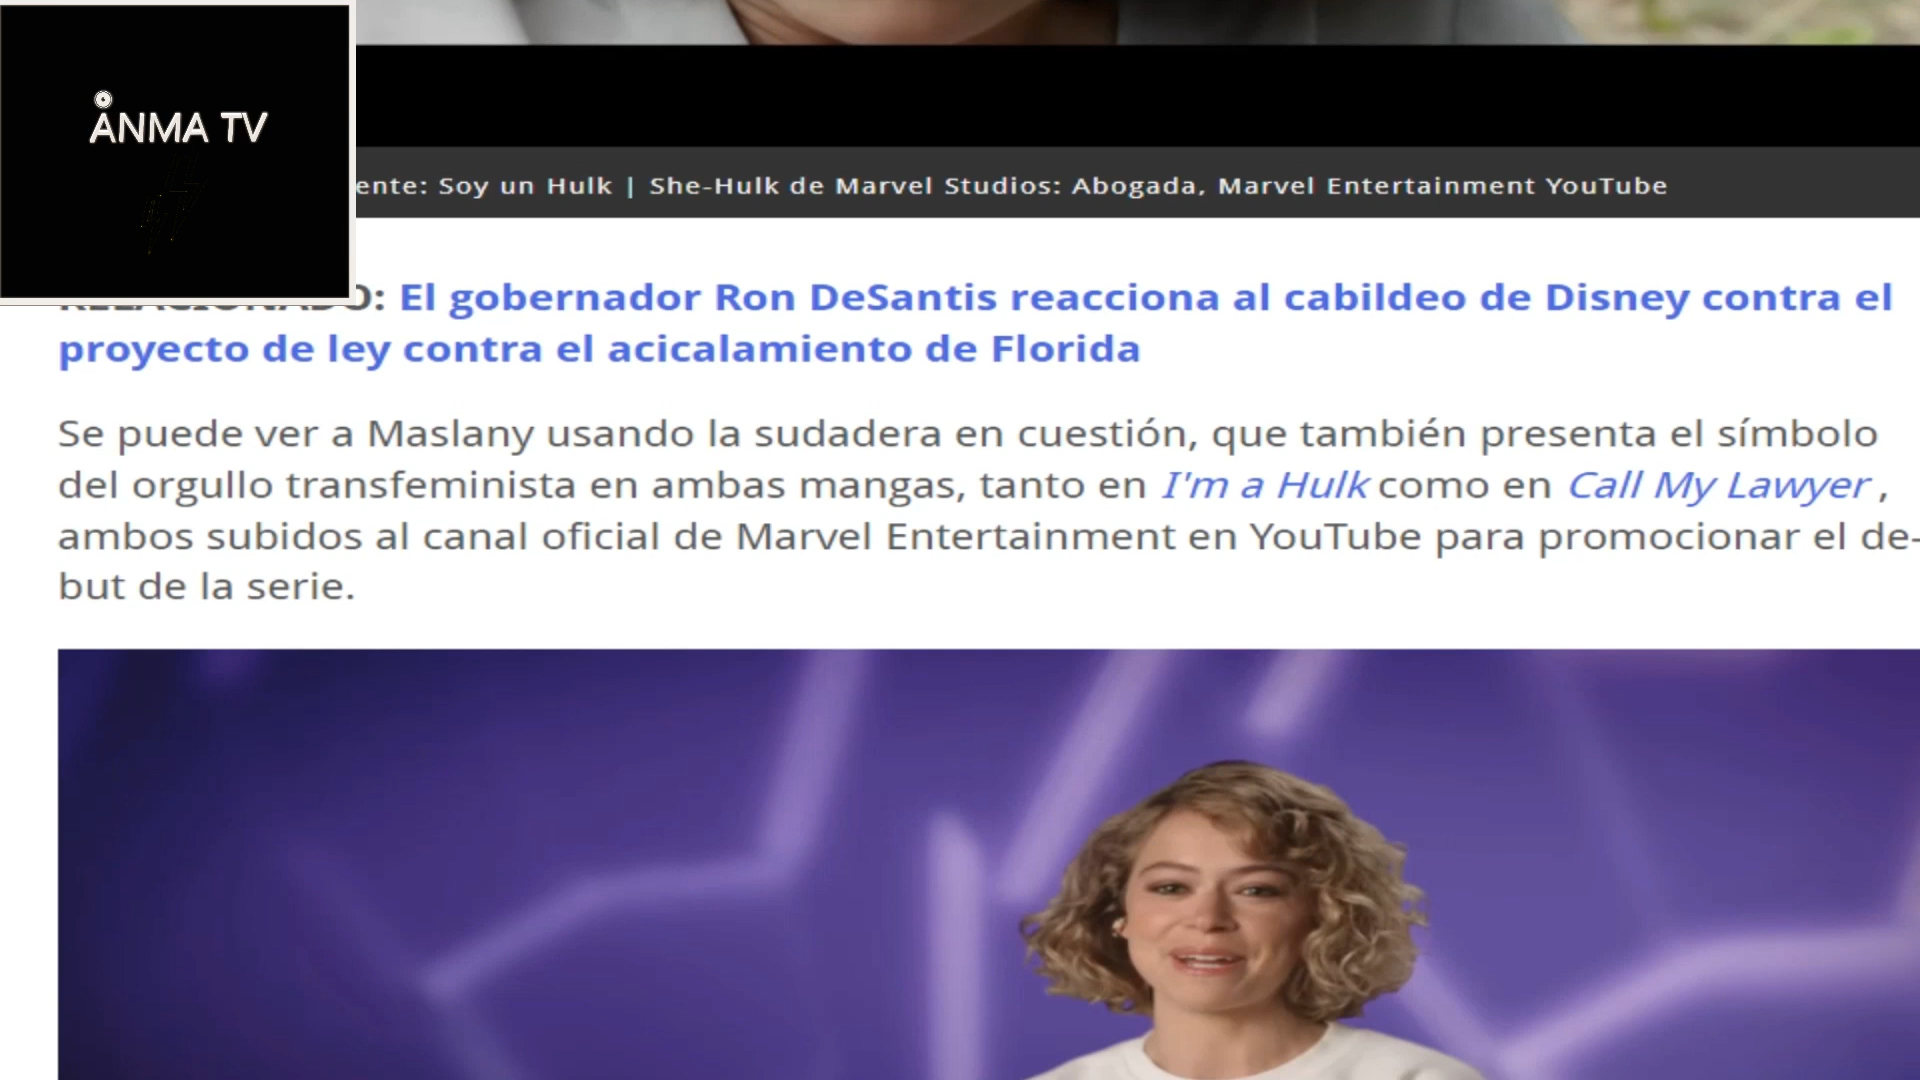 ANMA TV
ente: Soy un Hulk | She-Hulk de Marvel Studios: Abogada, Marvel Entertainment YouTube
RELACIONADO: El gobernador Ron DeSantis reacciona al cabildeo de Disney contra el
proyecto de ley contra el acicalamiento de Florida
Se puede ver a Maslany usando la sudadera en cuestión, que también presenta el símbolo
del orgullo transfeminista en ambas mangas, tanto en I'm a Hulk como en Call My Lawyer ,
ambos subidos al canal oficial de Marvel Entertainment en YouTube para promocionar el de-
but de la serie.